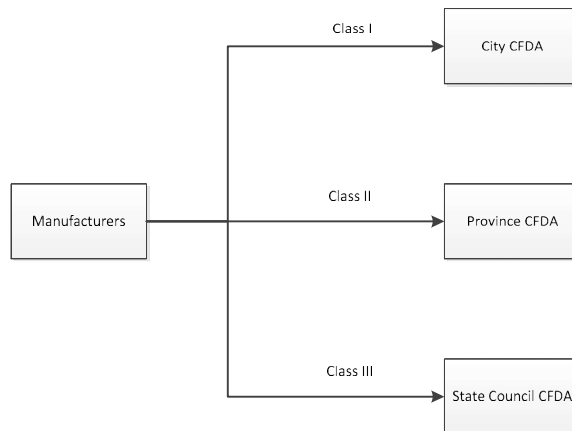 Class I
City CFDA
Manufacturers
Class II
Province CFDA
Class III
State Council CFDA